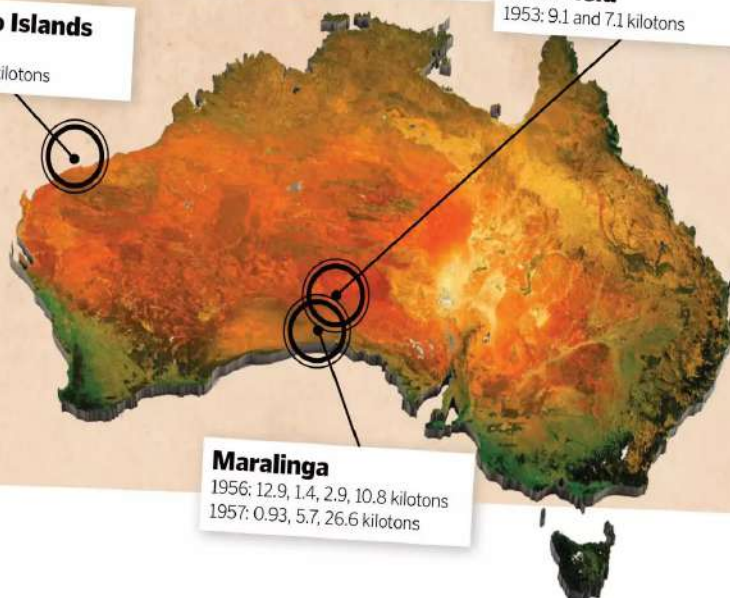 Islands
kilotons
1953: 9.1 and 7.1 kilotons
Maralinga
1956: 12.9, 1.4, 2.9, 10.8 kilotons
1957: 0.93, 5.7, 26.6 kilotons